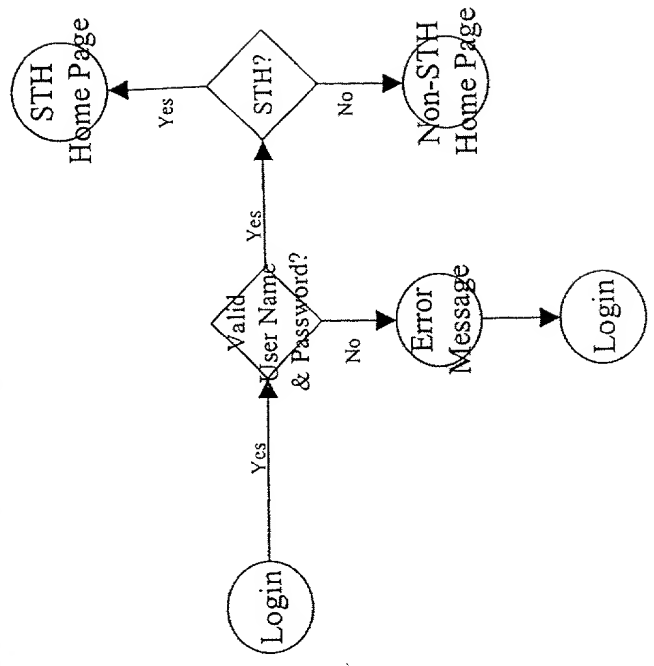 Login
Yes
Valid
User Name
& Password?
Yes
STH?
Yes
STH
Home Page
No
Non-STH
Home Page
No
Error
Message
Login